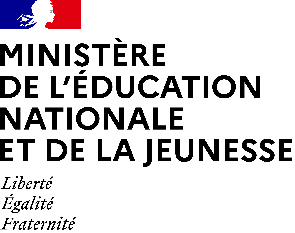 MINISTÈRE
DE L'ÉDUCATION
NATIONALE
ET DE LA JEUNESSE
Liberté
Égalité
Fraternité